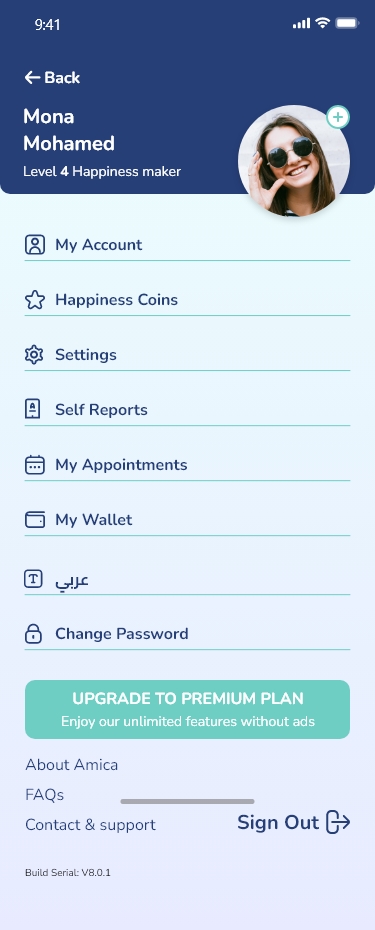 9:41
Back
Mona
Mohamed
Level 4 Happiness maker
My Account
Happiness Coins
Settings
Self Reports
My Appointments
My Wallet
عربي
Change Password
UPGRADE TO PREMIUM PLAN
Enjoy our unlimited features without ads
About Amica
FAQs
Contact & support
Sign Out
Build Serial: V8.0.1